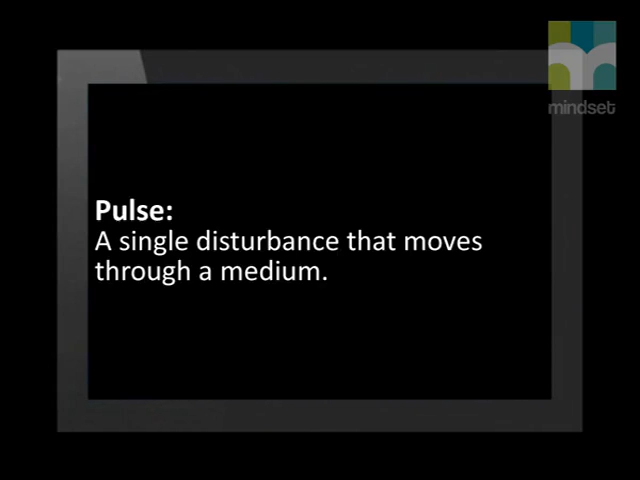 mindset
Pulse:
A single disturbance that moves
through a medium.